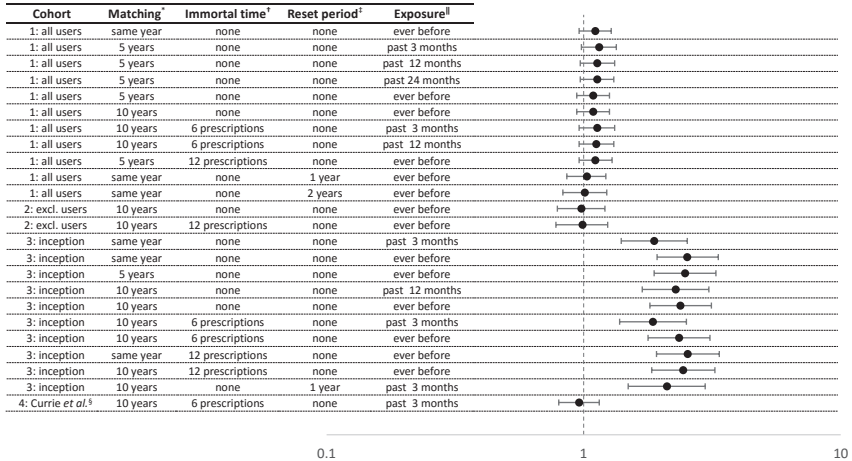 Cohort Matching* Immortal time† Reset period‡ Exposure‖
1: all users same year none none ever before
1: all users 5 years none none past 3 months
1: all users 5 years none none past 12 months
1: all users 5 years none none past 24 months
1: all users 5 years none none ever before
1: all users 10 years none none ever before
1: all users 10 years 6 prescriptions none past 3 months
1: all users 10 years 6 prescriptions none past 12 months
1: all users 5 years 12 prescriptions none ever before
1: all users same year none 1 year ever before
1: all users same year none 2 years ever before
2: excl. users 10 years none none ever before
2: excl. users 10 years 12 prescriptions none ever before
3: inception same year none none past 3 months
3: inception same year none none ever before
3: inception 5 years none none ever before
3: inception 10 years none none past 12 months
3: inception 10 years none none ever before
3: inception 10 years 6 prescriptions none past 3 months
3: inception 10 years 6 prescriptions none ever before
3: inception same year 12 prescriptions none ever before
3: inception 10 years 12 prescriptions none ever before
3: inception 10 years none 1 year past 3 months
4: Currie et al.§ 10 years 6 prescriptions none past 3 months
0.1 1 10